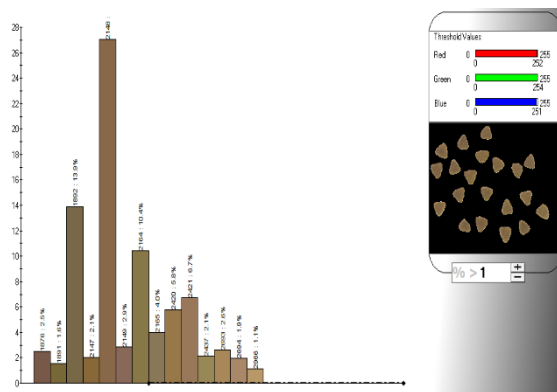 28
26
24
22
20
18
16
14
12
10
8
6
4
2
0
1876 : 2.5%
1891 : 1.6%
1892 : 13.9%
2147 : 2.1%
2148 :
2149 : 2.9%
2164 : 10.4%
2165 : 4.0%
2420 : 5.8%
2421 : 6.7%
2437 : 2.1%
2693 : 2.6%
2694 : 1.9%
2966 : 1.1%
Threshold Values
Red 0 255
0 252
Green 0 255
0 254
Blue 0 255
0 251
% > 1
+
−